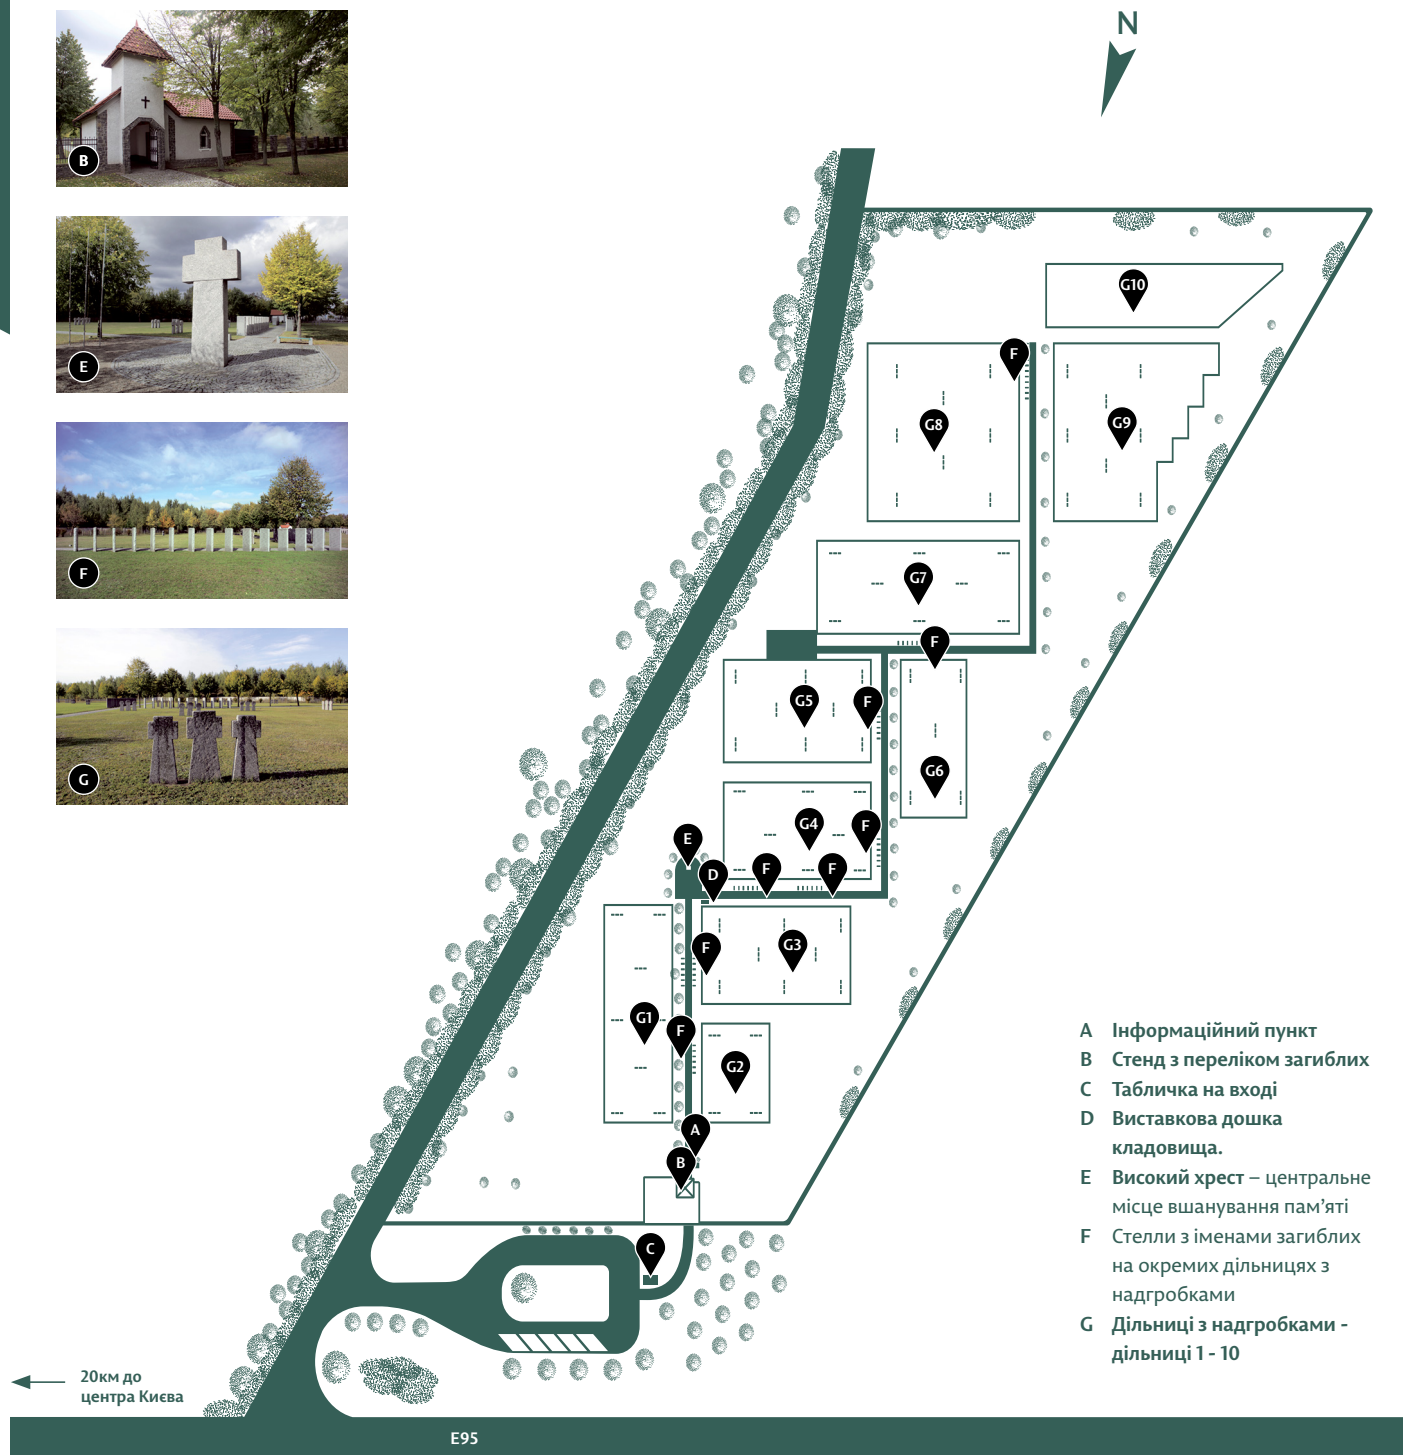 N
B
E
F
G
G10
F
G8
G9
G7
F
G5
F
G6
G4
F
E
D
F
F
F
G3
G1
F
G2
A
B
C
A Інформаційний пункт
B Стенд з переліком загиблих
C Табличка на вході
D Виставкова дошка
кладовища.
E Високий хрест – центральне
місце вшанування пам’яті
F Стелли з іменами загиблих
на окремих дільницях з
надгробками
G Дільниці з надгробками -
дільниці 1 - 10
20км до
центра Києва
E95